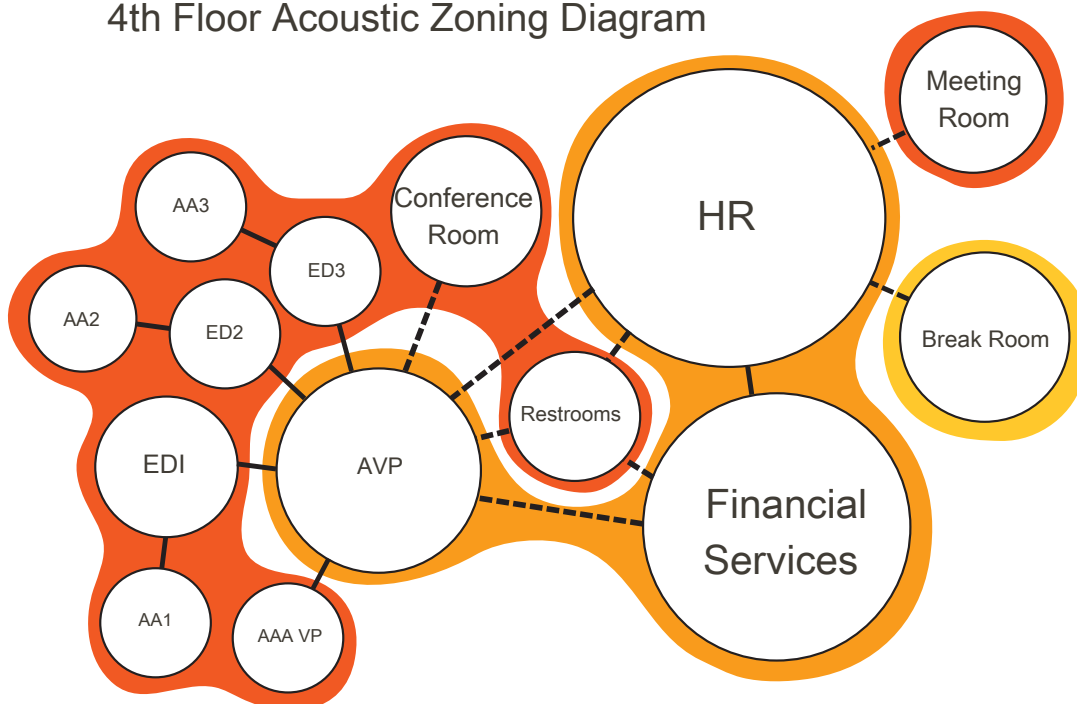 4th Floor Acoustic Zoning Diagram
Meeting
Room
HR
Conference
Room
AA3
ED3
AA2
ED2
Break Room
Restrooms
EDI
AVP
Financial
Services
AA1
AAA VP